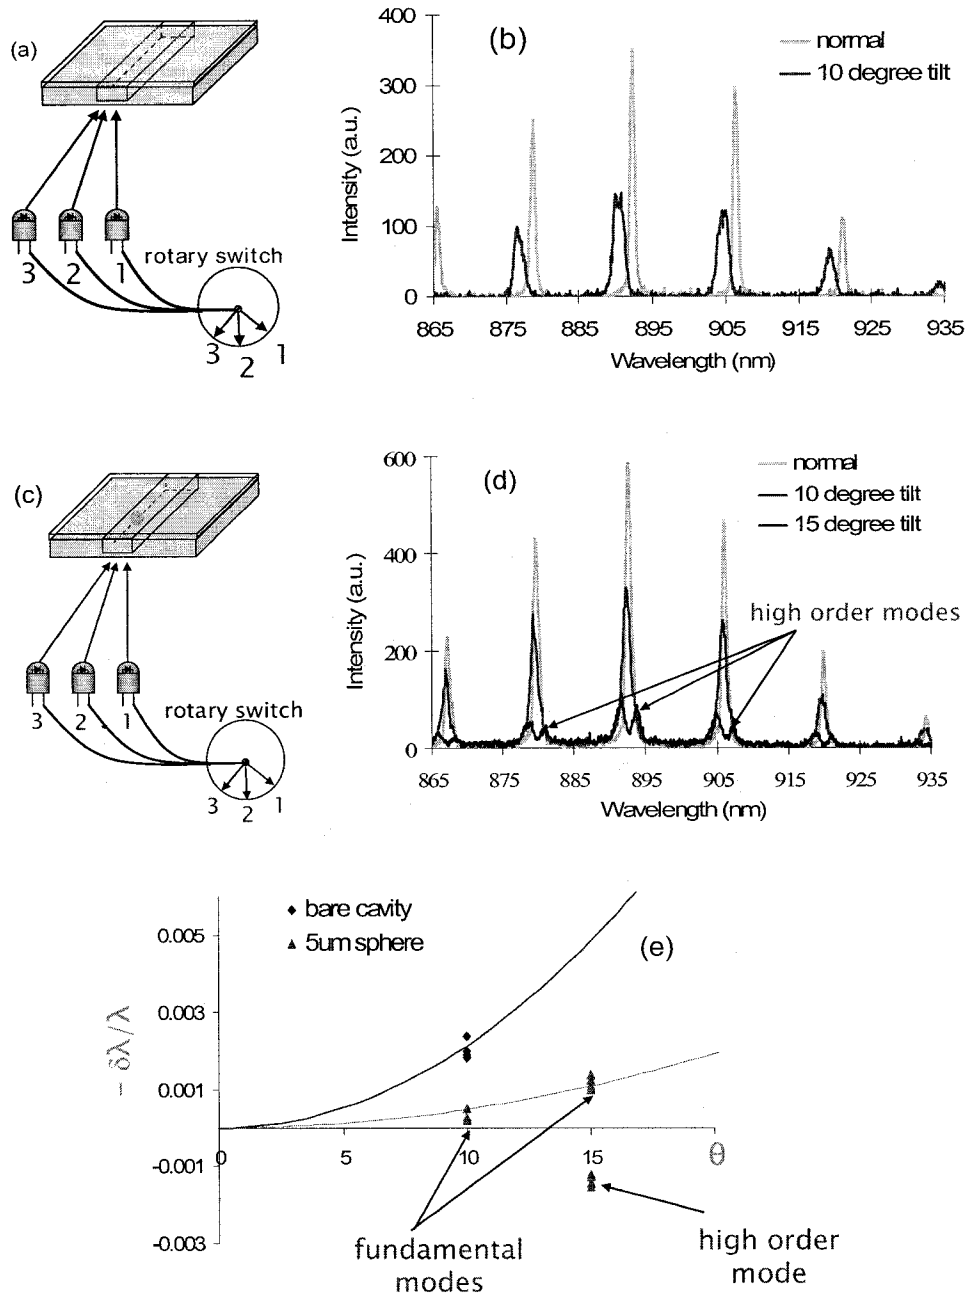 (a)
3 2 1
rotary switch
3 2 1
(b)
normal
10 degree tilt
Intensity (a.u.)
400
300
200
100
0
865 875 885 895 905 915 925 935
Wavelength (nm)
(c)
3 2 1
rotary switch
3 2 1
(d)
normal
10 degree tilt
15 degree tilt
high order modes
Intensity (a.u.)
600
400
200
0
865 875 885 895 905 915 925 935
Wavelength (nm)
(e)
bare cavity
5um sphere
- δλ/λ
0.005
0.003
0.001
-0.001
-0.003
0 5 10 15 θ
fundamental
modes
high order
mode